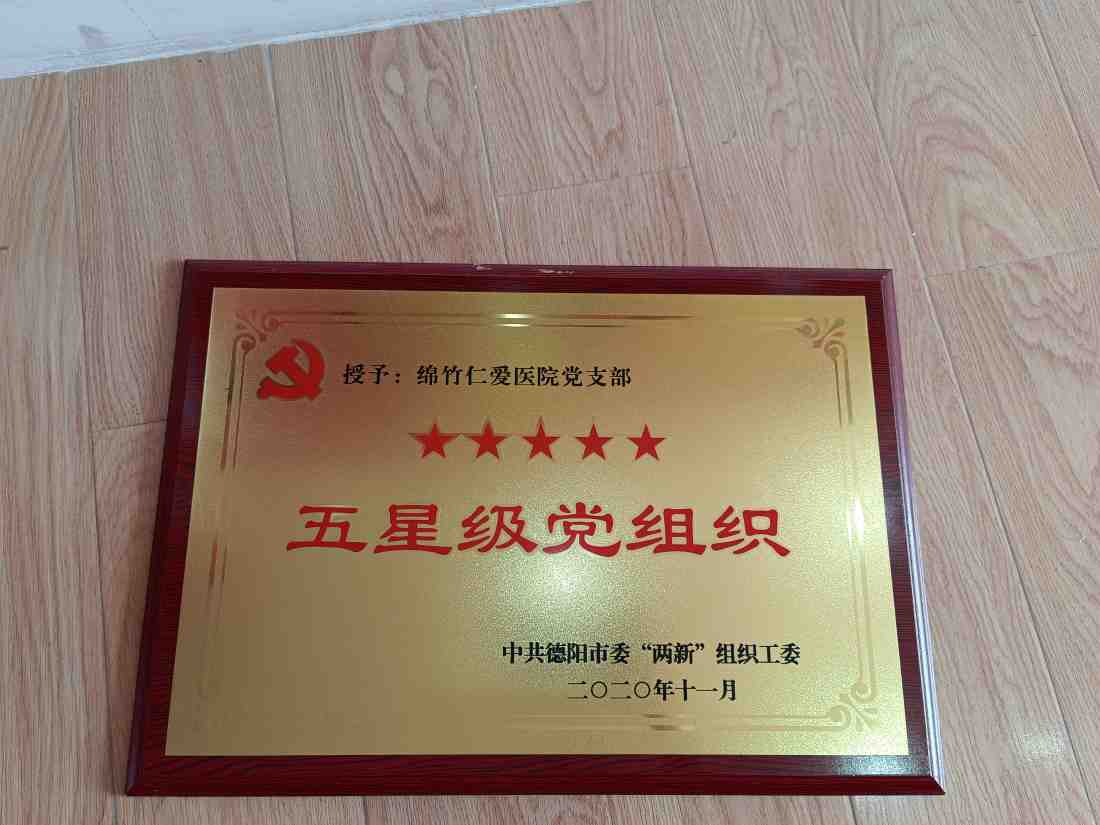 授予：绵竹仁爱医院党支部
五星级党组织
中共德阳市委“两新”组织工委
二〇二〇年十一月